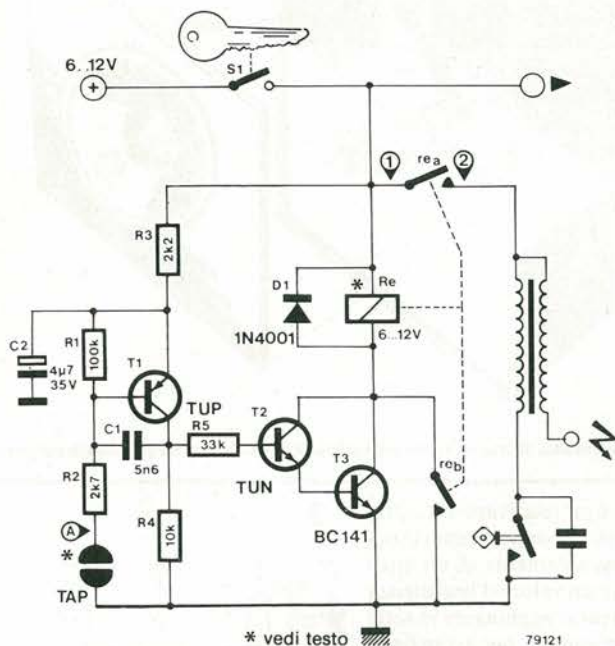 6...12V
S1
+
1
re a
2
R3
2k2
D1
1N4001
*
Re
6...12V
C2
4µ7
35V
R1
100k
T1
TUP
C1
5n6
R5
33k
T2
TUN
T3
BC141
re b
R2
2k7
R4
10k
A
*
TAP
* vedi testo
79121